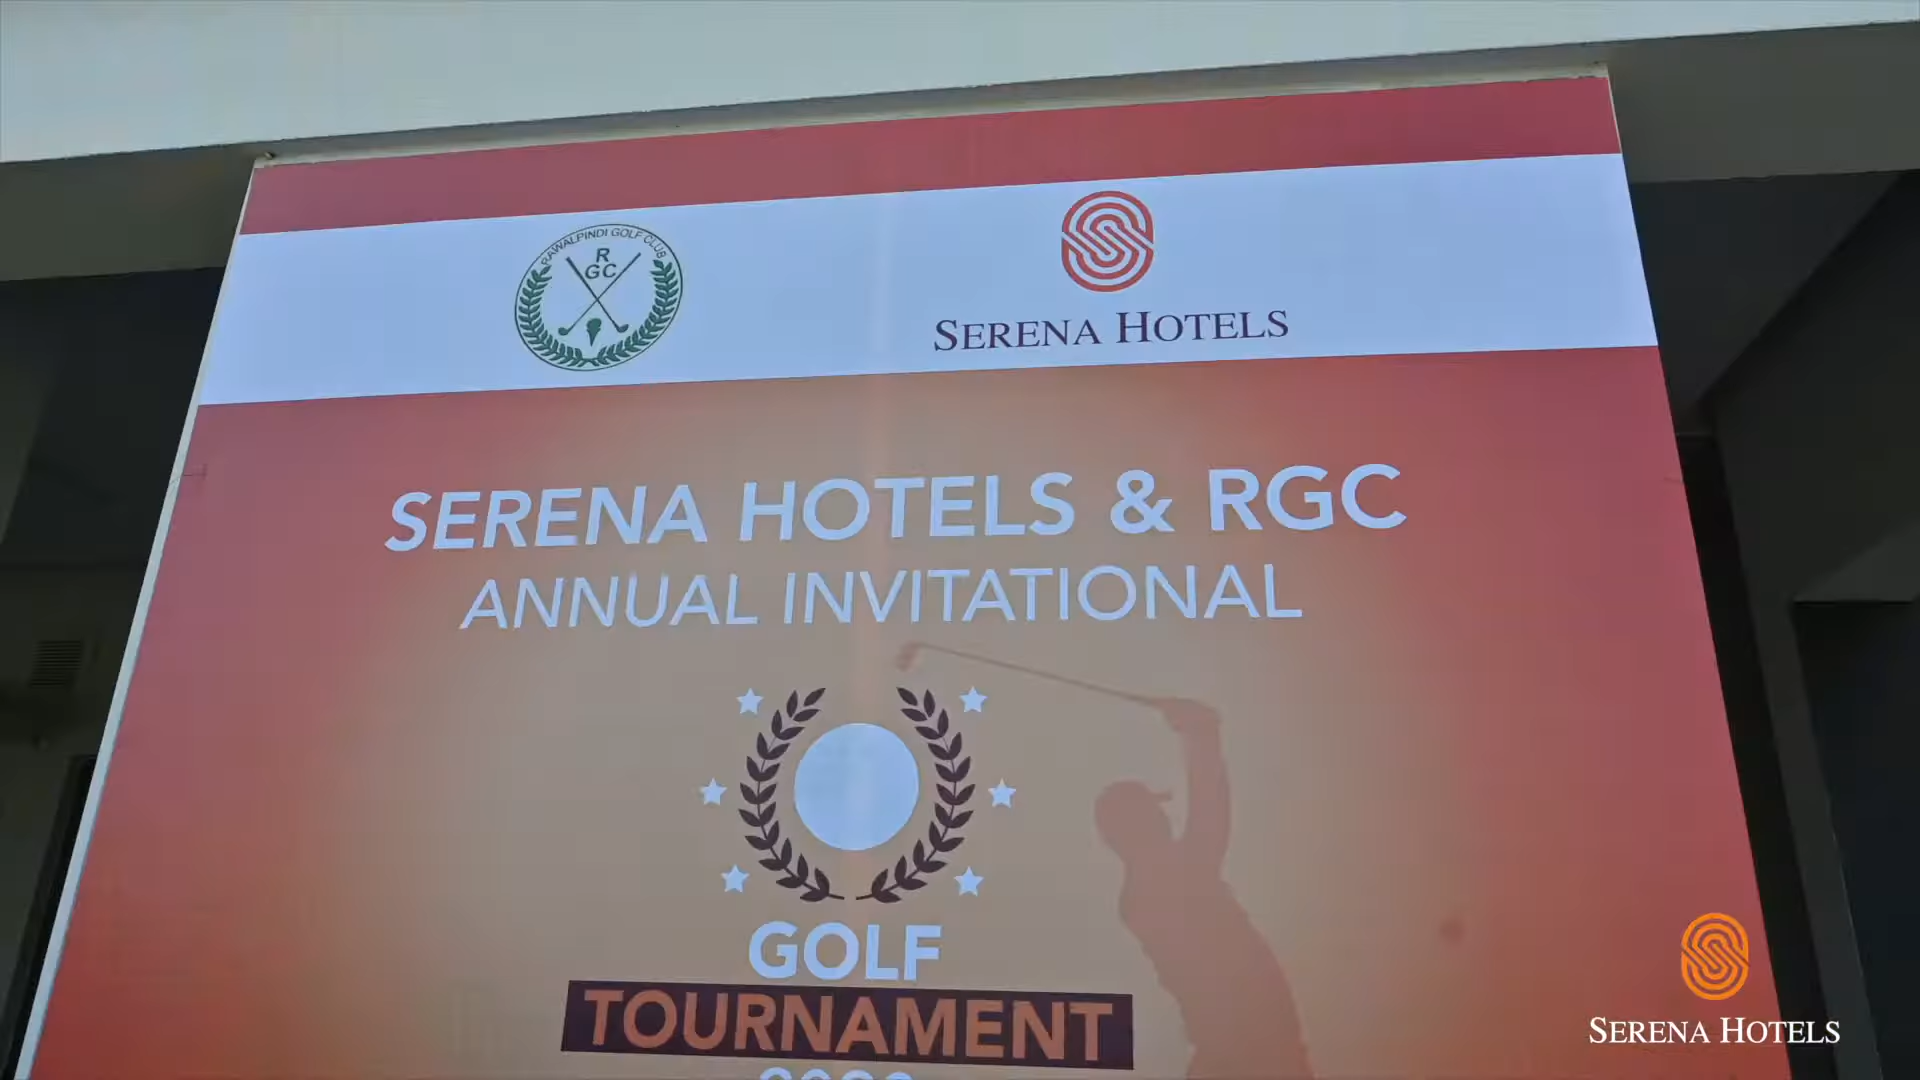 RAWALPINDI GOLF CLUB
R
GC
SERENA HOTELS
SERENA HOTELS & RGC
ANNUAL INVITATIONAL
GOLF
TOURNAMENT
SERENA HOTELS